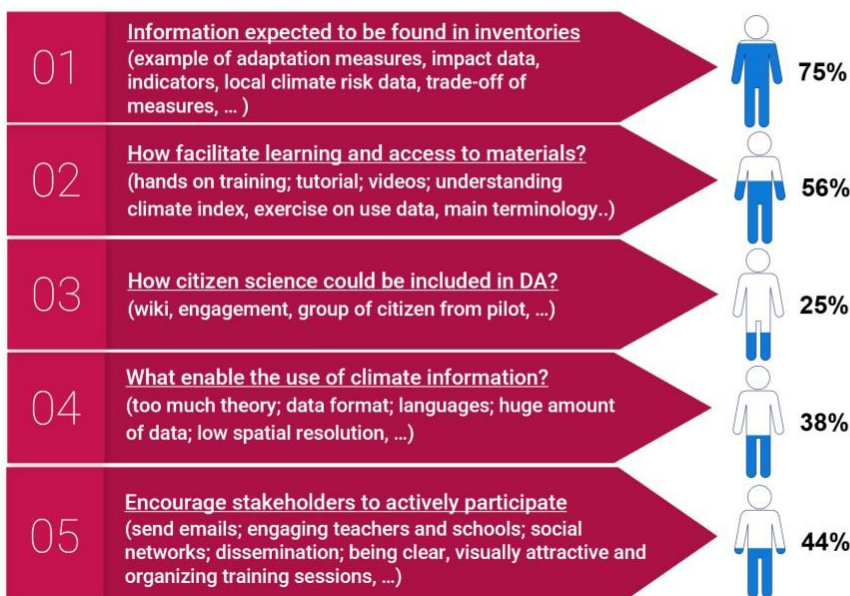 01
Information expected to be found in inventories
(example of adaptation measures, impact data,
indicators, local climate risk data, trade-off of
measures, ... )
75%
02
How facilitate learning and access to materials?
(hands on training; tutorial; videos; understanding
climate index, exercise on use data, main terminology..)
56%
03
How citizen science could be included in DA?
(wiki, engagement, group of citizen from pilot, ...)
25%
04
What enable the use of climate information?
(too much theory; data format; languages; huge amount
of data; low spatial resolution, ...)
38%
05
Encourage stakeholders to actively participate
(send emails; engaging teachers and schools; social
networks; dissemination; being clear, visually attractive and
organizing training sessions, ...)
44%